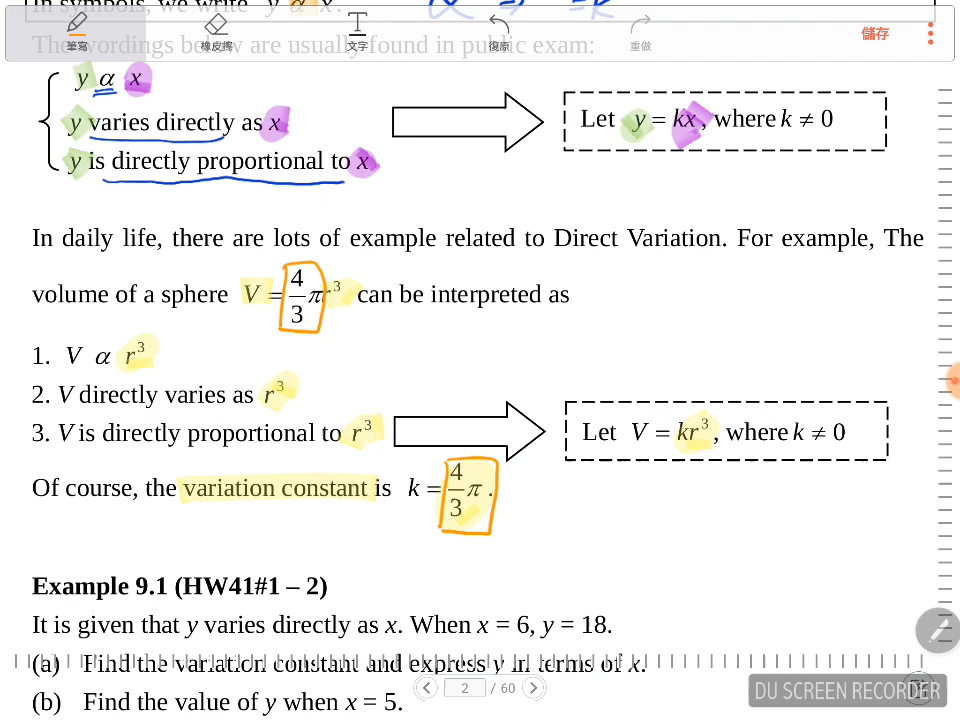 In symbols, we write y α x.
筆寫 橡皮擦 文字 復原 重做 儲存
The wordings below are usually found in public exam:
y α x
y varies directly as x
y is directly proportional to x
Let y = kx, where k ≠ 0
In daily life, there are lots of example related to Direct Variation. For example, The
volume of a sphere V = 4/3 πr³ can be interpreted as
1. V α r³
2. V directly varies as r³
3. V is directly proportional to r³
Let V = kr³, where k ≠ 0
Of course, the variation constant is k = 4/3 π.
Example 9.1 (HW41#1 – 2)
It is given that y varies directly as x. When x = 6, y = 18.
(a) Find the variation constant and express y in terms of x.
(b) Find the value of y when x = 5.
2 / 60
DU SCREEN RECORDER